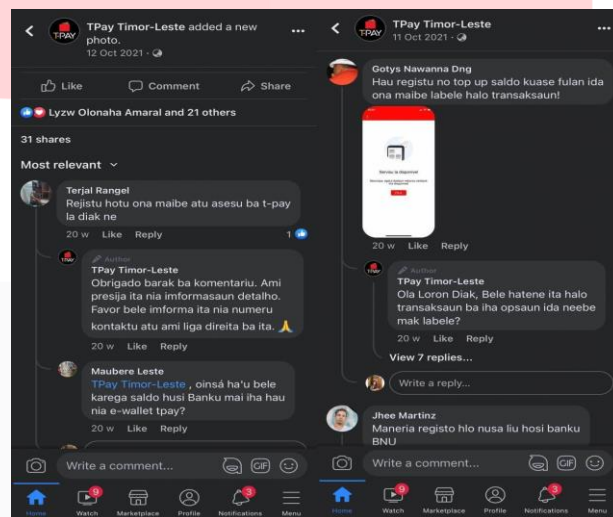 TPay Timor-Leste added a new
photo.
12 Oct 2021
Like
Comment
Share
Lyzw Olonaha Amaral and 21 others
31 shares
Most relevant
Terjal Rangel
Rejistu hotu ona maibe atu asesu ba t-pay
la diak ne
20 w Like Reply 1
Author
TPay Timor-Leste
Obrigado barak ba komentariu. Ami
presija ita nia imformasaun detalho.
Favor bele imforma ita nia numeru
kontaktu atu ami liga direita ba ita.
20 w Like Reply
Maubere Leste
TPay Timor-Leste , oinsá ha'u bele
karega saldo husi Banku mai iha hau
nia e-wallet tpay?
20 w Like Reply
Write a comment...
GIF
9
3
Home
Watch
Marketplace
Profile
Notifications
Menu
TPay Timor-Leste
11 Oct 2021
Gotys Nawanna Dng
Hau registu no top up saldo kuase fulan ida
ona maibe labele halo transaksaun!
20 w Like Reply
Author
TPay Timor-Leste
Ola Loron Diak, Bele hatene ita halo
transaksaun ba iha opsaun ida neebe
mak labele?
20 w Like Reply
View 7 replies...
Write a reply...
Jhee Martinz
Maneria registo hlo nusa liu hosi banku
BNU
Write a comment...
GIF
9
3
Home
Watch
Marketplace
Profile
Notifications
Menu